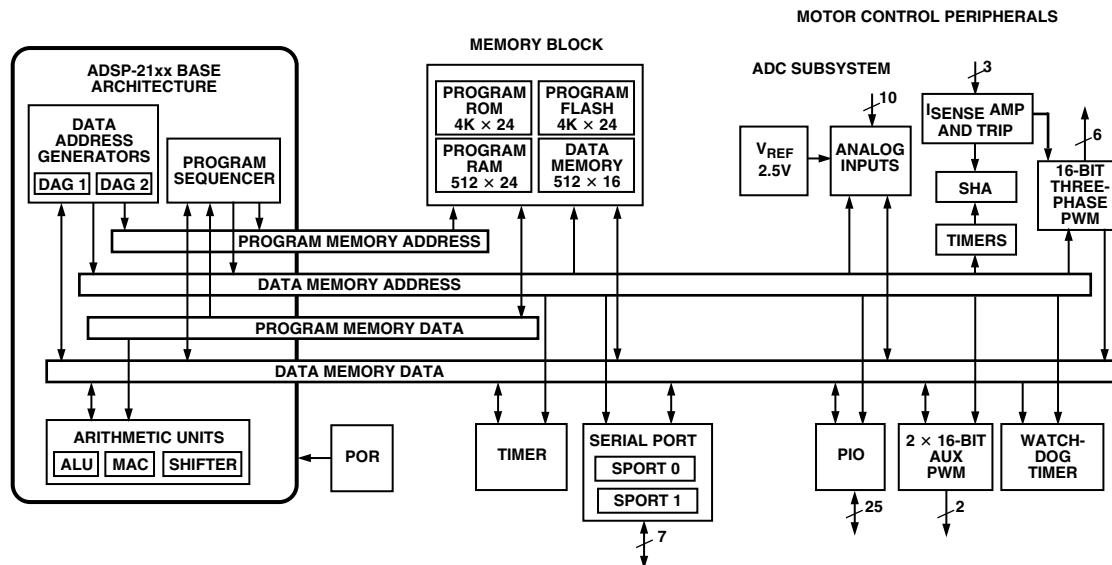 MOTOR CONTROL PERIPHERALS
ADSP-21xx BASE
ARCHITECTURE
DATA
ADDRESS
GENERATORS
DAG 1
DAG 2
PROGRAM
SEQUENCER
MEMORY BLOCK
PROGRAM
ROM
4K × 24
PROGRAM
FLASH
4K × 24
PROGRAM
RAM
512 × 24
DATA
MEMORY
512 × 16
ADC SUBSYSTEM
10
VREF
2.5V
ANALOG
INPUTS
3
ISENSE AMP
AND TRIP
SHA
TIMERS
6
16-BIT
THREE-
PHASE
PWM
PROGRAM MEMORY ADDRESS
DATA MEMORY ADDRESS
PROGRAM MEMORY DATA
DATA MEMORY DATA
ARITHMETIC UNITS
ALU
MAC
SHIFTER
POR
TIMER
SERIAL PORT
SPORT 0
SPORT 1
7
PIO
25
2 × 16-BIT
AUX
PWM
2
WATCH-
DOG
TIMER